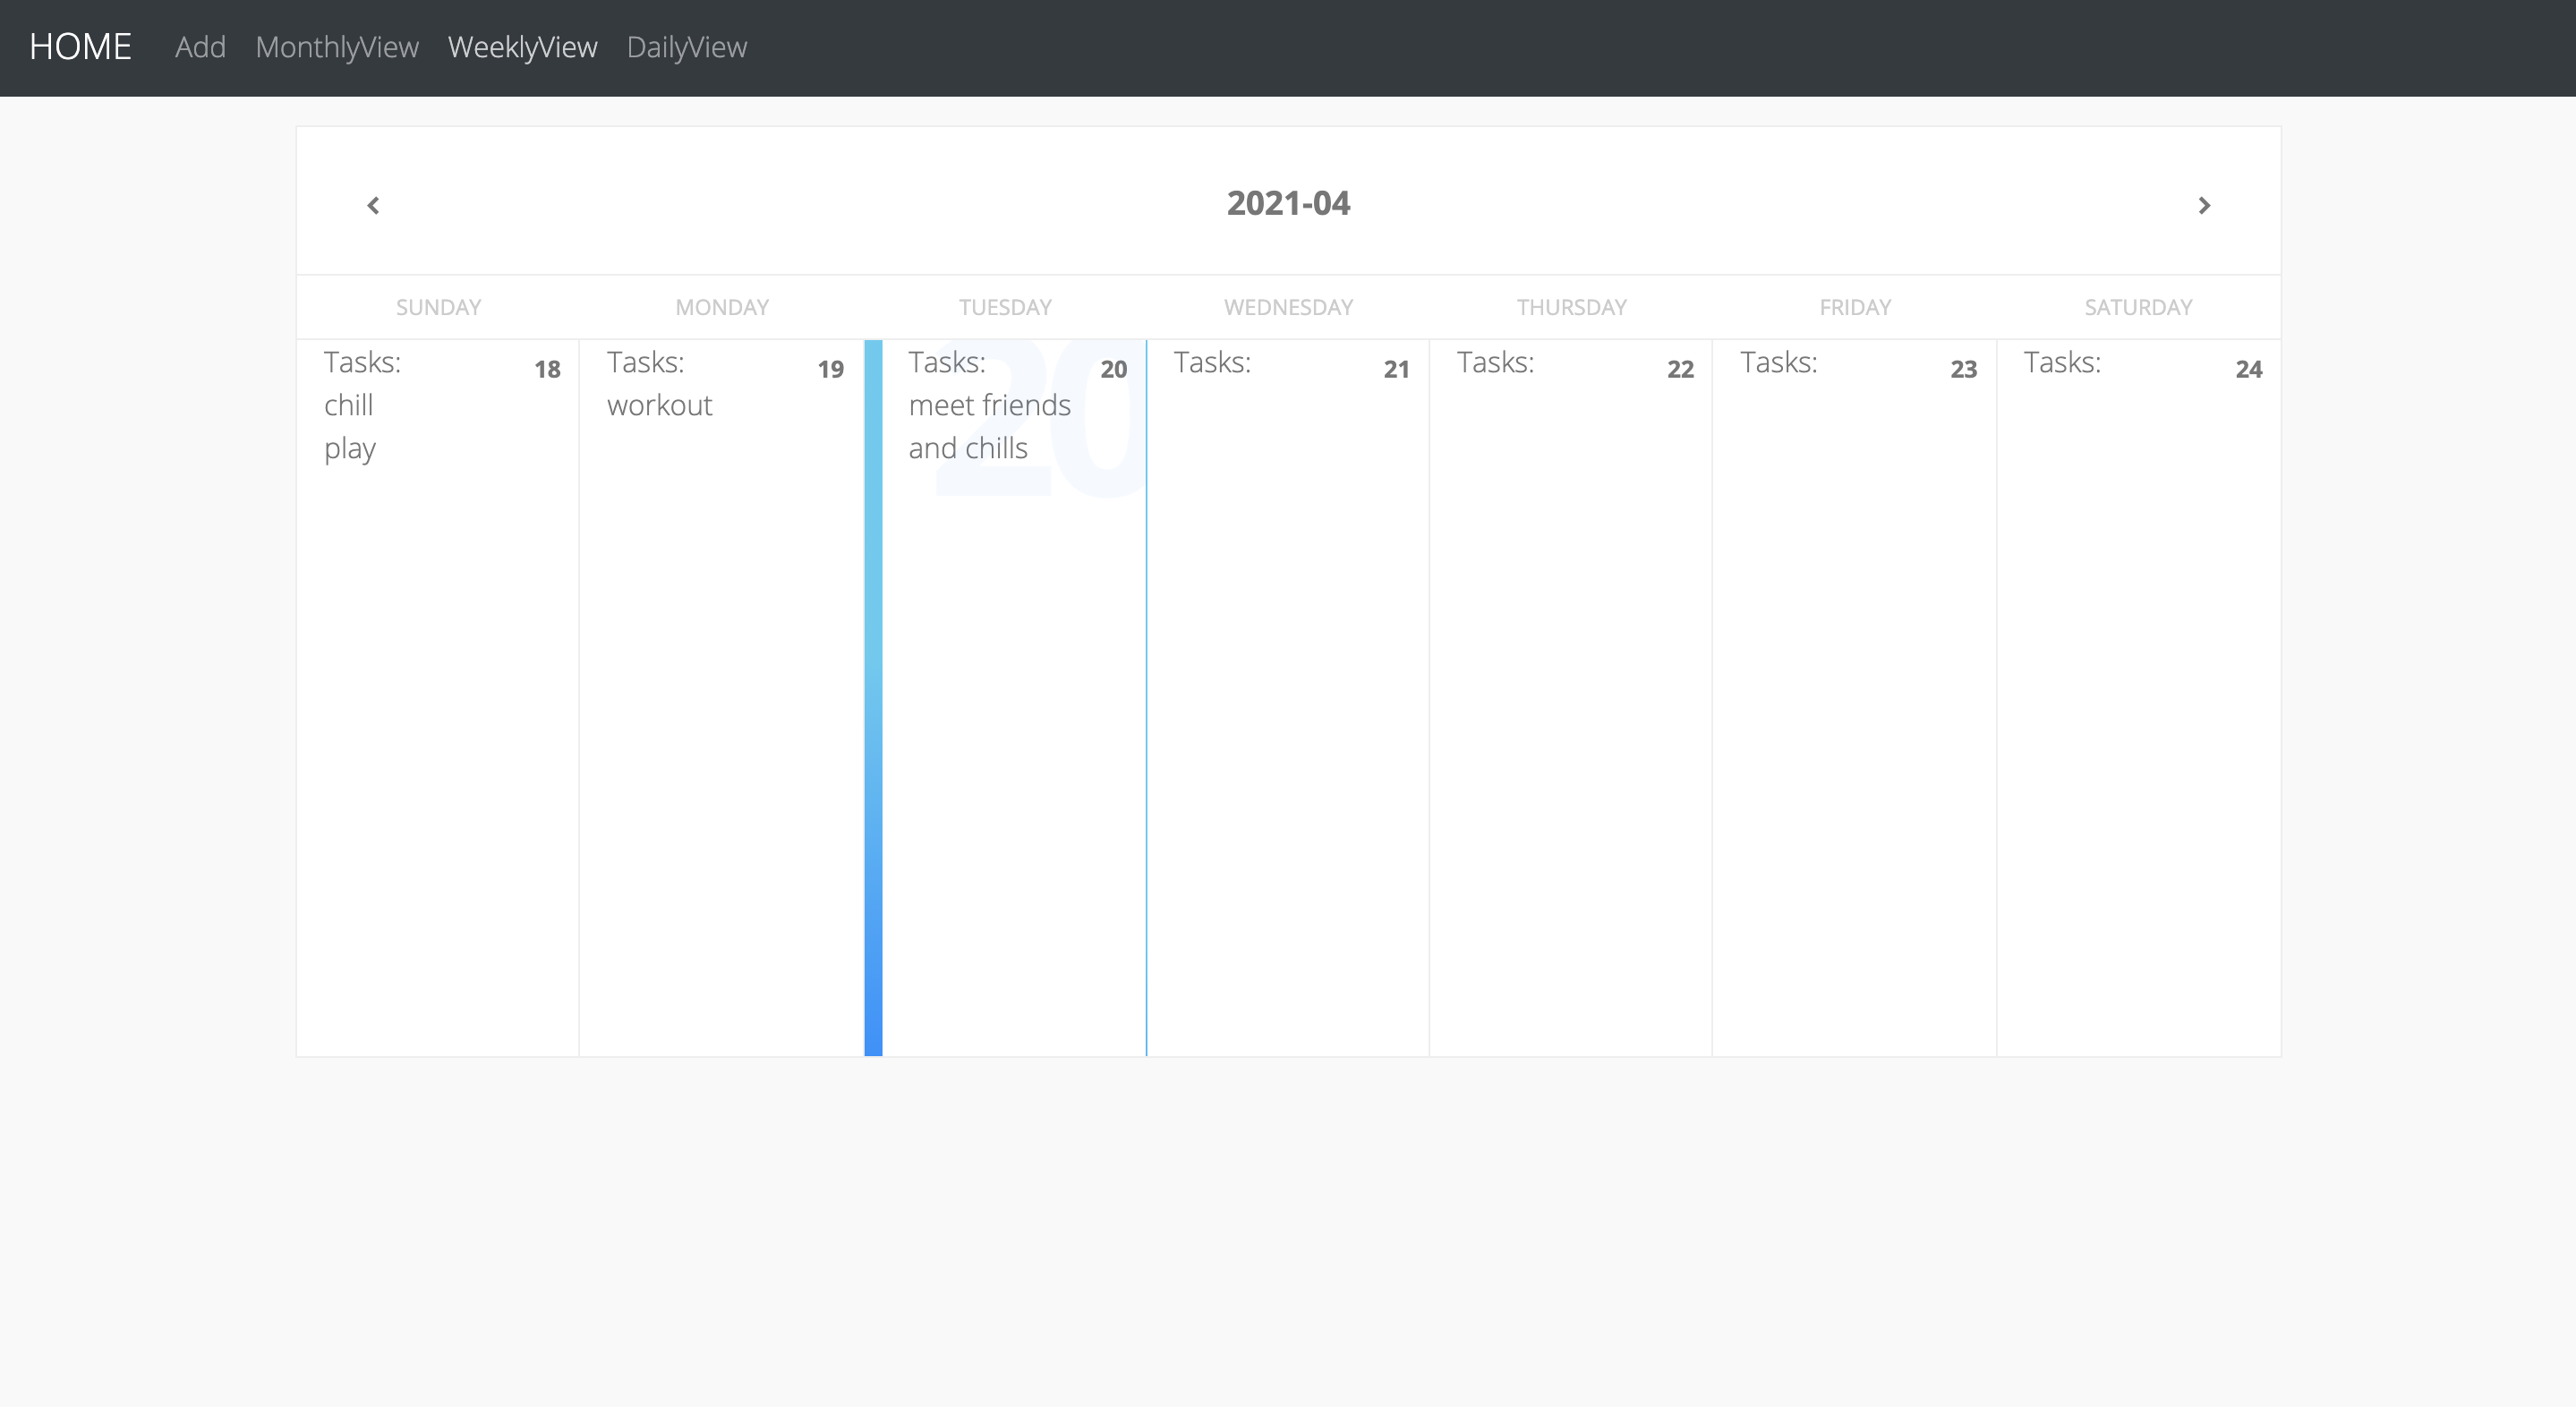 HOME Add MonthlyView WeeklyView DailyView
2021-04
SUNDAY MONDAY TUESDAY WEDNESDAY THURSDAY FRIDAY SATURDAY
Tasks: 18
chill
play
Tasks: 19
workout
Tasks: 20
meet friends
and chills
20
Tasks: 21
Tasks: 22
Tasks: 23
Tasks: 24